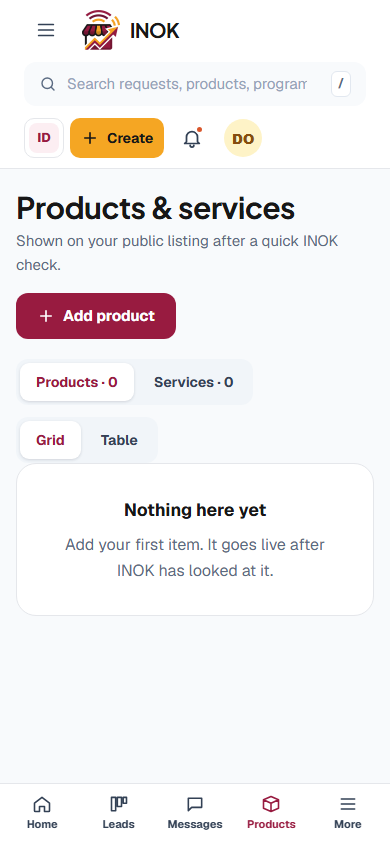 INOK
Search requests, products, program
/
ID
+ Create
DO
Products & services
Shown on your public listing after a quick INOK
check.
+ Add product
Products · 0
Services · 0
Grid
Table
Nothing here yet
Add your first item. It goes live after
INOK has looked at it.
Home
Leads
Messages
Products
More